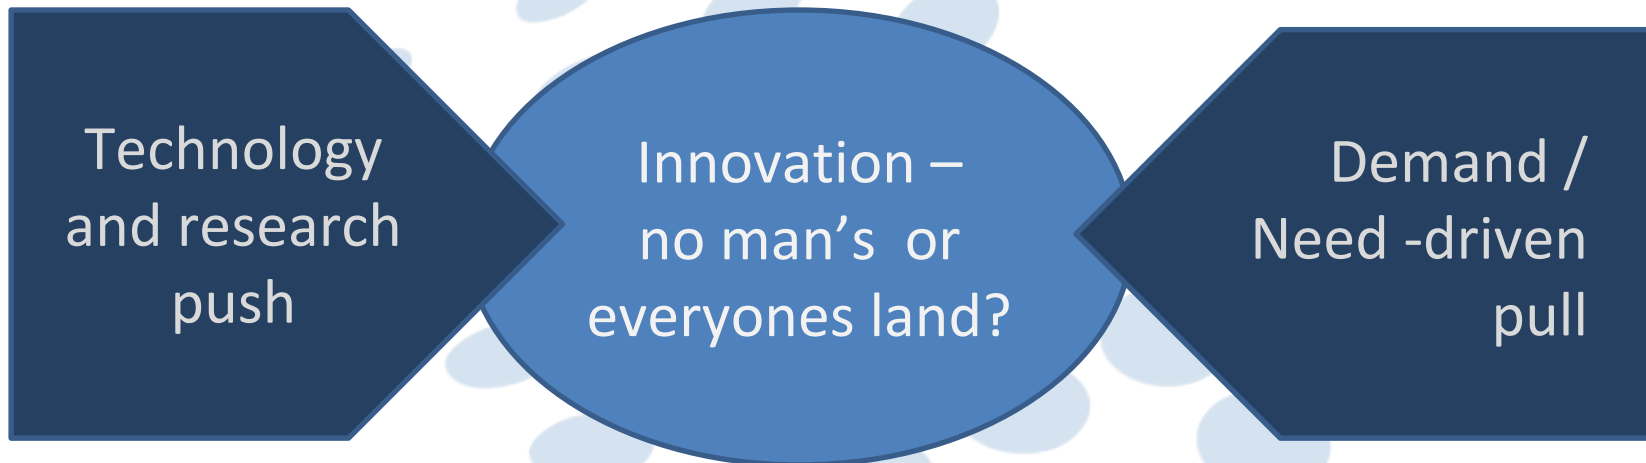 Technology
and research
push
Innovation –
no man’s  or
everyones land?
Demand /
Need -driven
pull